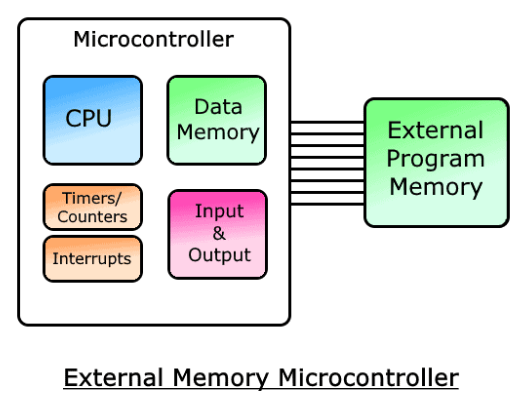 Microcontroller
CPU
Data
Memory
Timers/
Counters
Interrupts
Input
&
Output
External
Program
Memory
External Memory Microcontroller